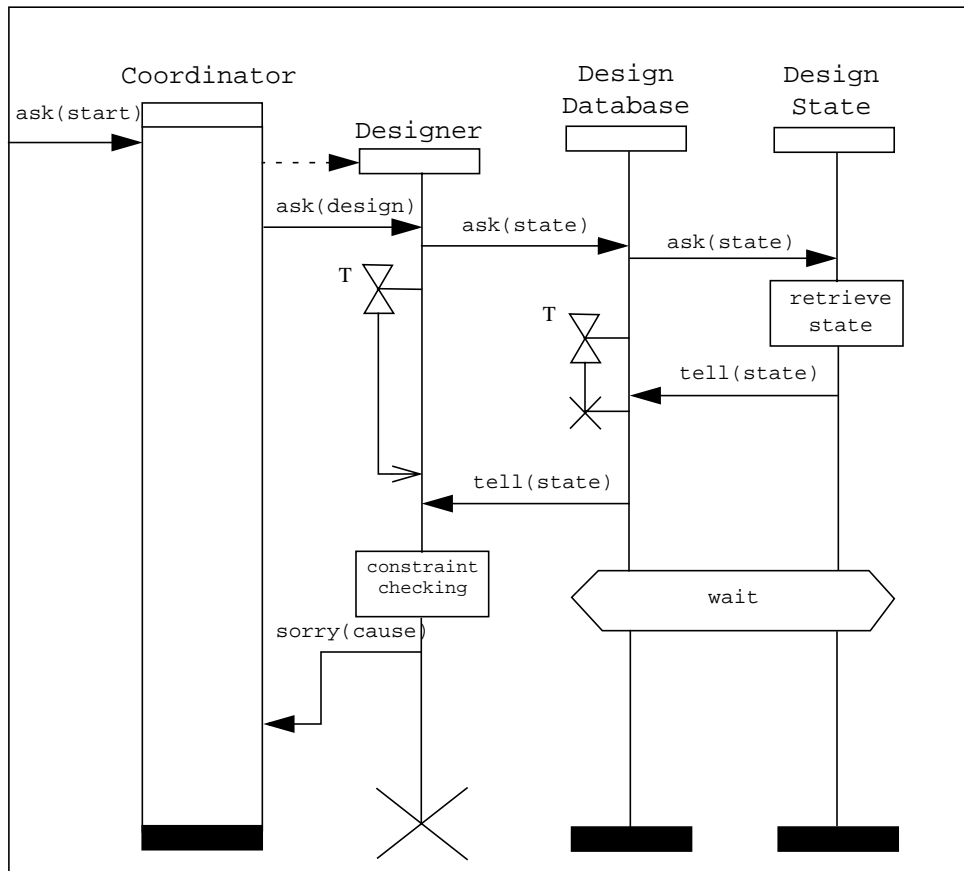 Coordinator
Design
Database
Design
State
ask(start)
Designer
ask(design)
ask(state)
ask(state)
T
retrieve
state
T
tell(state)
tell(state)
constraint
checking
wait
sorry(cause)